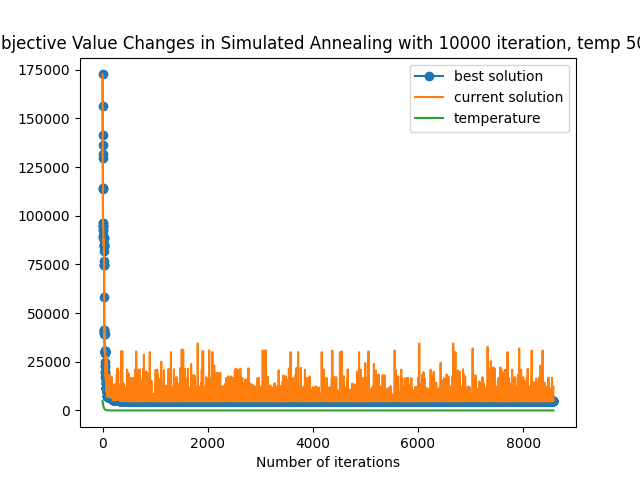 bjective Value Changes in Simulated Annealing with 10000 iteration, temp 50
175000
150000
125000
100000
75000
50000
25000
0
best solution
current solution
temperature
0 2000 4000 6000 8000
Number of iterations